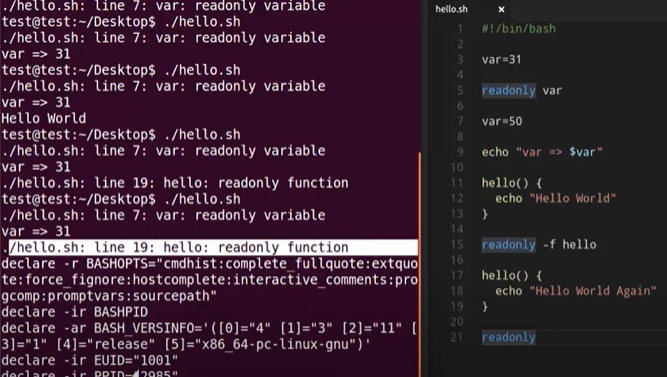 ./hello.sh: line 7: var: readonly variable
test@test:~/Desktop$ ./hello.sh
./hello.sh: line 7: var: readonly variable
var => 31
test@test:~/Desktop$ ./hello.sh
./hello.sh: line 7: var: readonly variable
var => 31
Hello World
test@test:~/Desktop$ ./hello.sh
./hello.sh: line 7: var: readonly variable
var => 31
./hello.sh: line 19: hello: readonly function
test@test:~/Desktop$ ./hello.sh
./hello.sh: line 7: var: readonly variable
var => 31
./hello.sh: line 19: hello: readonly function
declare -r BASHOPTS="cmdhist:complete_fullquote:extquo
te:force_fignore:hostcomplete:interactive_comments:pro
gcomp:promptvars:sourcepath"
declare -ir BASHPID
declare -ar BASH_VERSINFO='([0]="4" [1]="3" [2]="11" [
3]="1" [4]="release" [5]="x86_64-pc-linux-gnu")'
declare -ir EUID="1001"
declare -ir PPID="2985"
hello.sh ×
1 #!/bin/bash
2
3 var=31
4
5 readonly var
6
7 var=50
8
9 echo "var => $var"
10
11 hello() {
12 echo "Hello World"
13 }
14
15 readonly -f hello
16
17 hello() {
18 echo "Hello World Again"
19 }
20
21 readonly